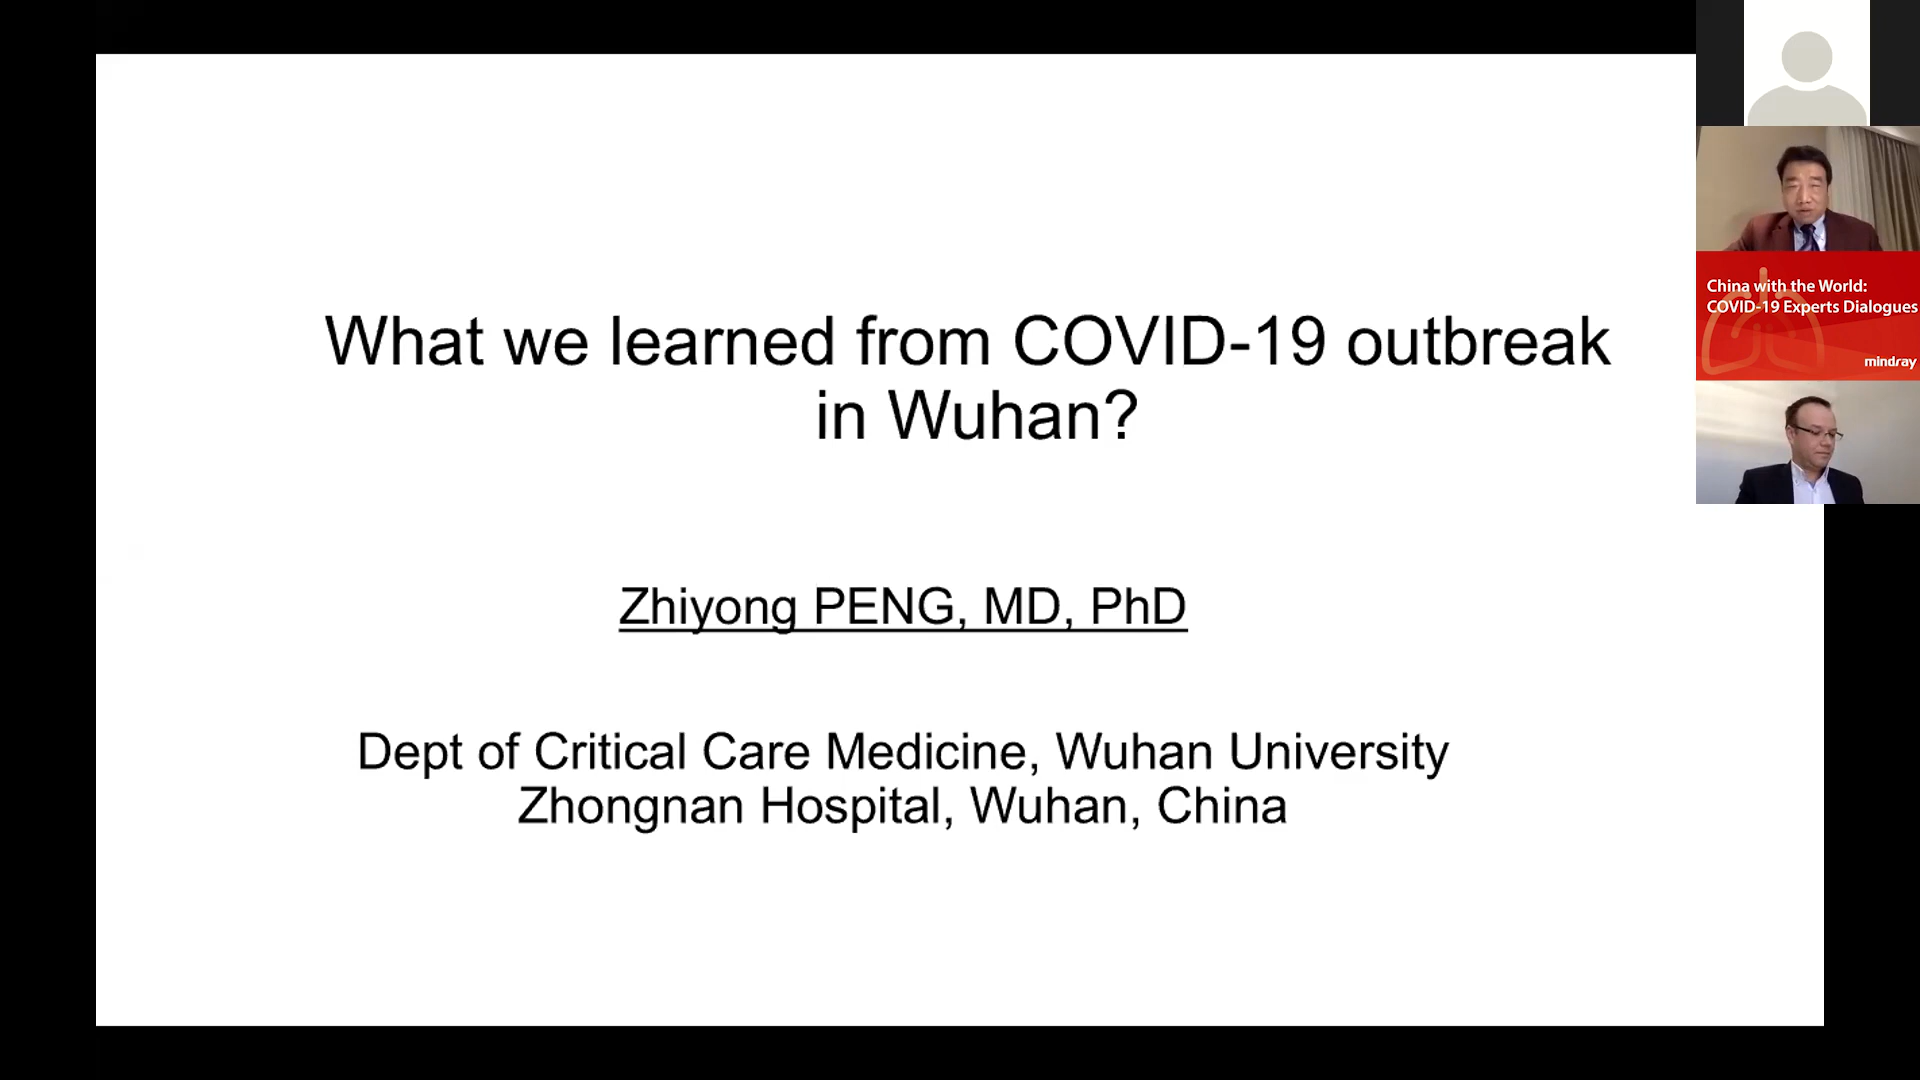 What we learned from COVID-19 outbreak
in Wuhan?
Zhiyong PENG, MD, PhD
Dept of Critical Care Medicine, Wuhan University
Zhongnan Hospital, Wuhan, China
China with the World:
COVID-19 Experts Dialogues
mindray